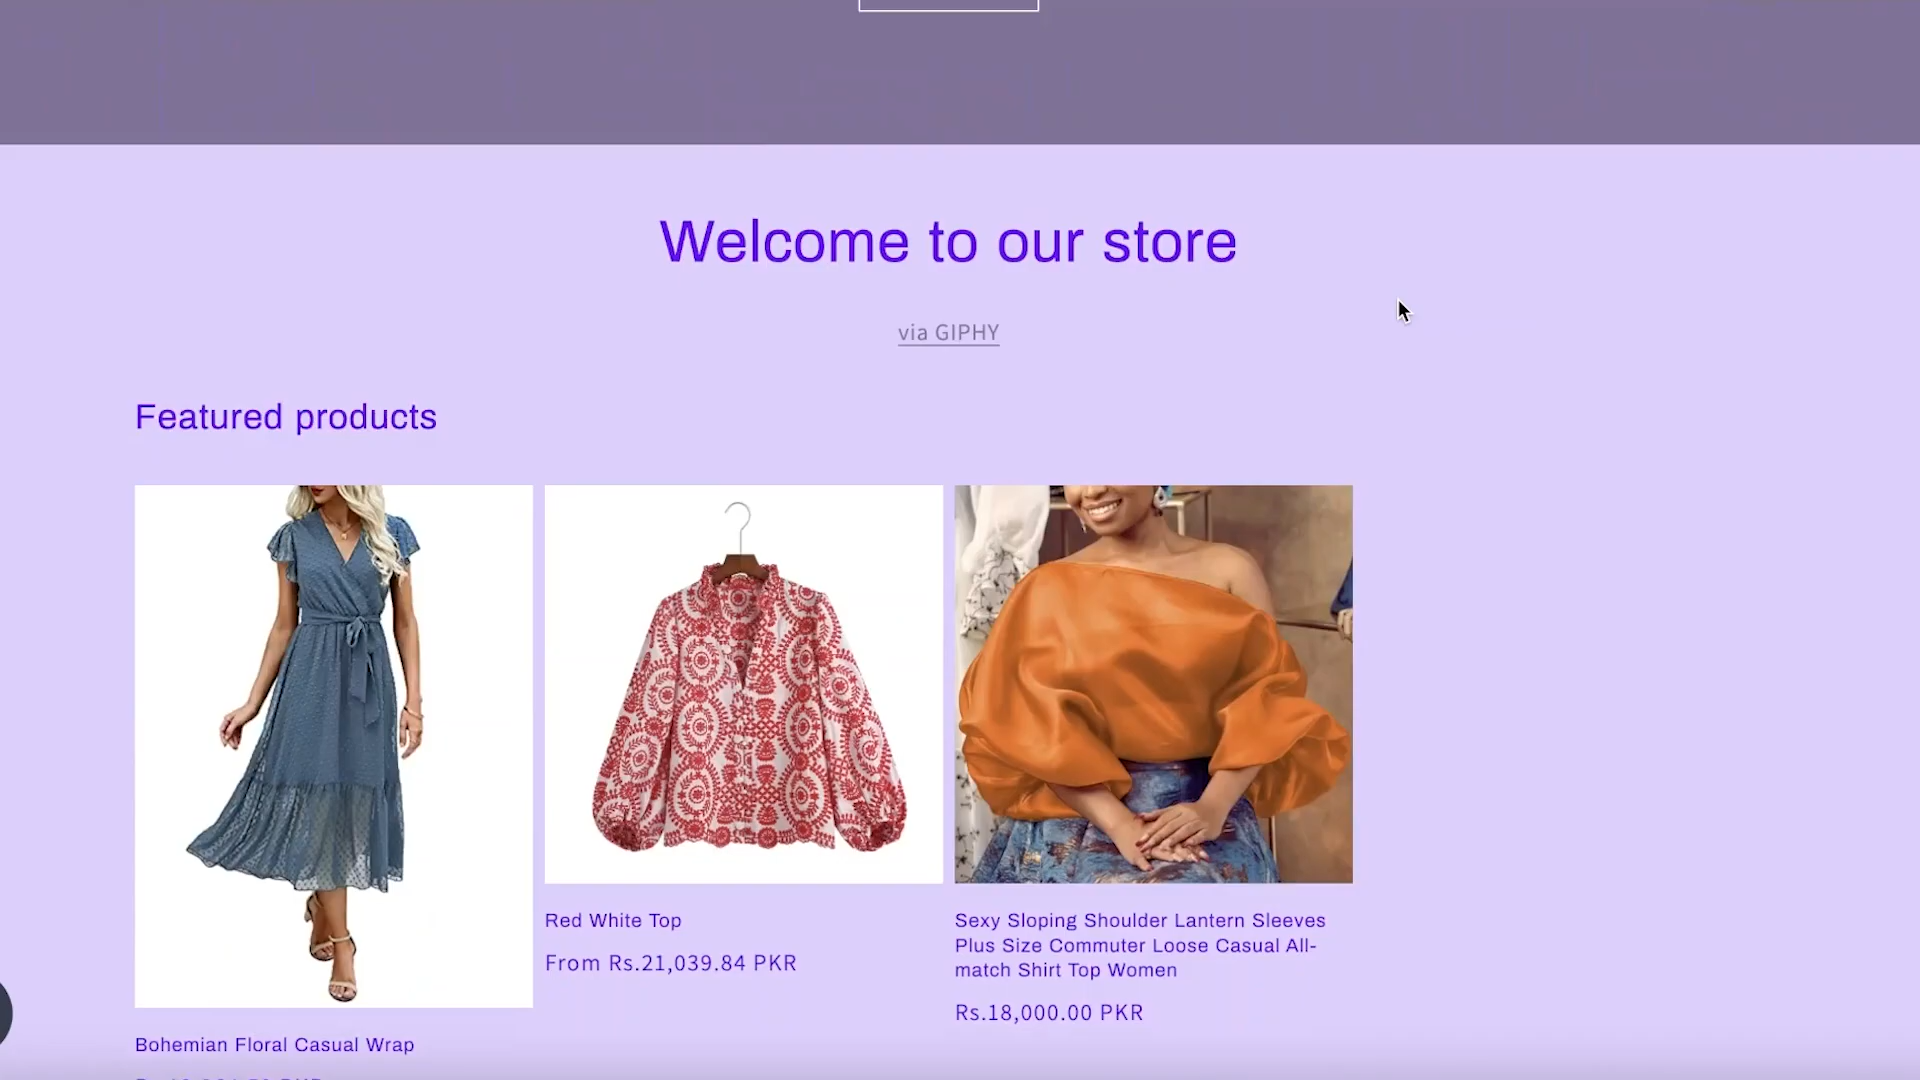 Welcome to our store
via GIPHY
Featured products
Red White Top
From Rs.21,039.84 PKR
Sexy Sloping Shoulder Lantern Sleeves
Plus Size Commuter Loose Casual All-
match Shirt Top Women
Rs.18,000.00 PKR
Bohemian Floral Casual Wrap